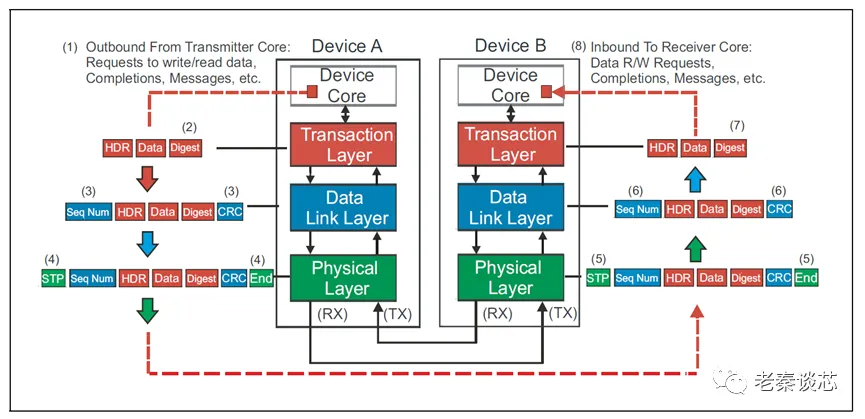 (1) Outbound From Transmitter Core:
Requests to write/read data,
Completions, Messages, etc.
Device A
Device B
(8) Inbound To Receiver Core:
Data R/W Requests,
Completions, Messages, etc.
Device
Core
Device
Core
(2)
HDR Data Digest
Transaction
Layer
Transaction
Layer
(7)
HDR Data Digest
(3) (3)
Seq Num HDR Data Digest CRC
Data
Link Layer
Data
Link Layer
(6) (6)
Seq Num HDR Data Digest CRC
(4) (4)
STP Seq Num HDR Data Digest CRC End
Physical
Layer
Physical
Layer
(5) (5)
STP Seq Num HDR Data Digest CRC End
(RX) (TX)
(RX) (TX)
老秦谈芯